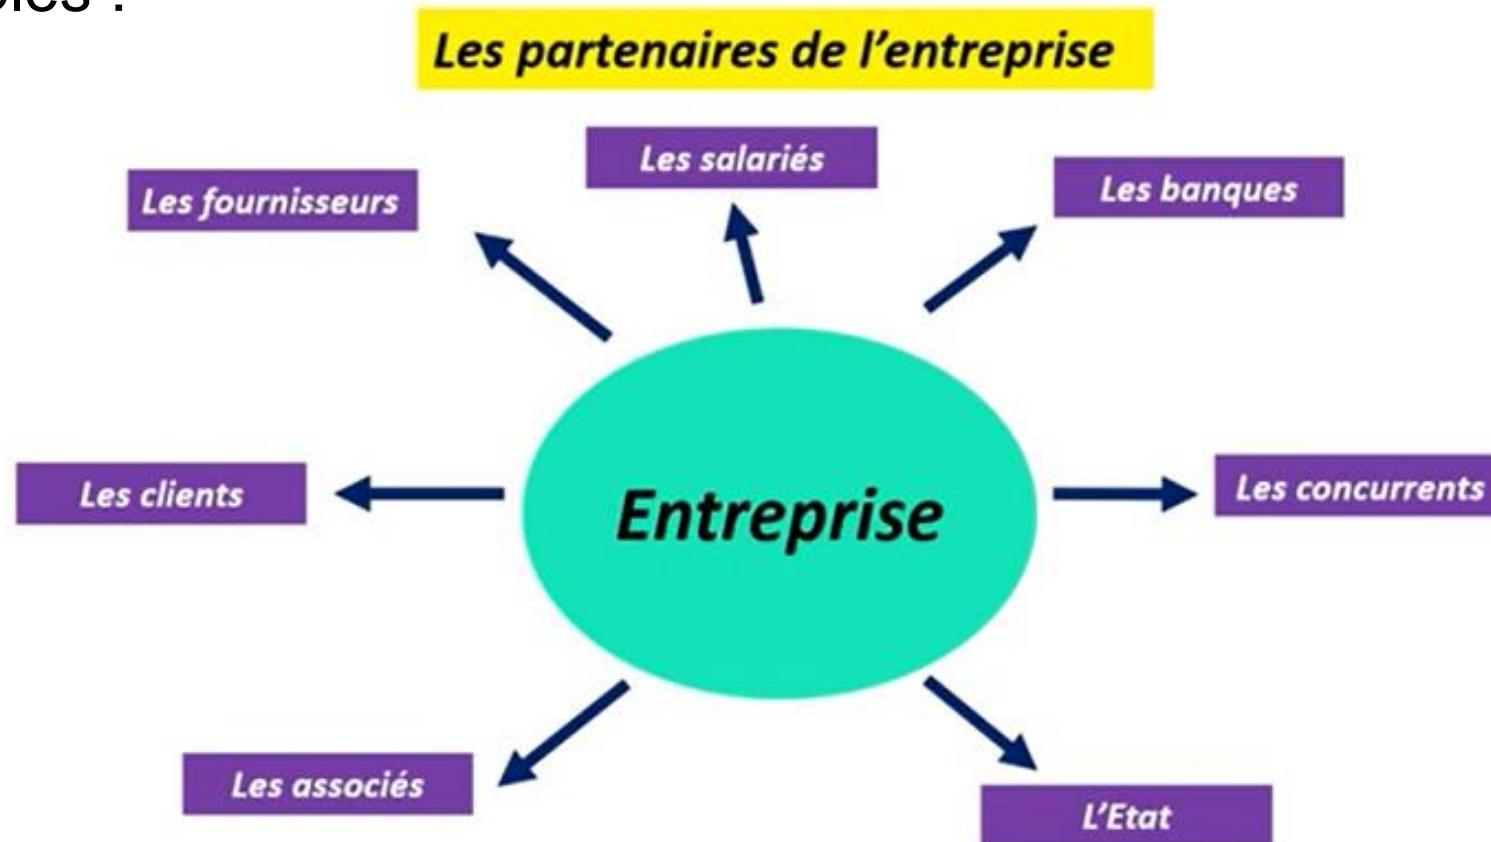 Les partenaires de l'entreprise
Les salariés
Les banques
Les fournisseurs
Les clients
Entreprise
Les concurrents
Les associés
L'Etat